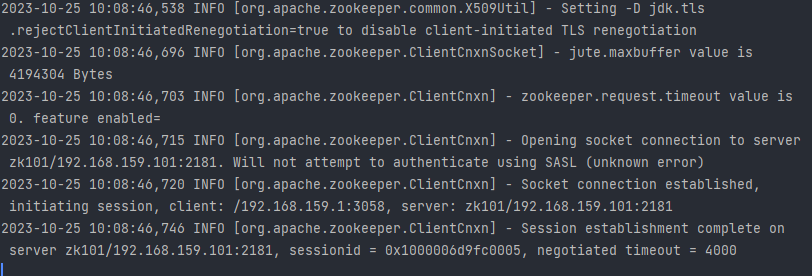 2023-10-25 10:08:46,538 INFO [org.apache.zookeeper.common.X509Util] - Setting -D jdk.tls
.rejectClientInitiatedRenegotiation=true to disable client-initiated TLS renegotiation
2023-10-25 10:08:46,696 INFO [org.apache.zookeeper.ClientCnxnSocket] - jute.maxbuffer value is
4194304 Bytes
2023-10-25 10:08:46,703 INFO [org.apache.zookeeper.ClientCnxn] - zookeeper.request.timeout value is
0. feature enabled=
2023-10-25 10:08:46,715 INFO [org.apache.zookeeper.ClientCnxn] - Opening socket connection to server
zk101/192.168.159.101:2181. Will not attempt to authenticate using SASL (unknown error)
2023-10-25 10:08:46,720 INFO [org.apache.zookeeper.ClientCnxn] - Socket connection established,
initiating session, client: /192.168.159.1:3058, server: zk101/192.168.159.101:2181
2023-10-25 10:08:46,746 INFO [org.apache.zookeeper.ClientCnxn] - Session establishment complete on
server zk101/192.168.159.101:2181, sessionid = 0x1000006d9fc0005, negotiated timeout = 4000